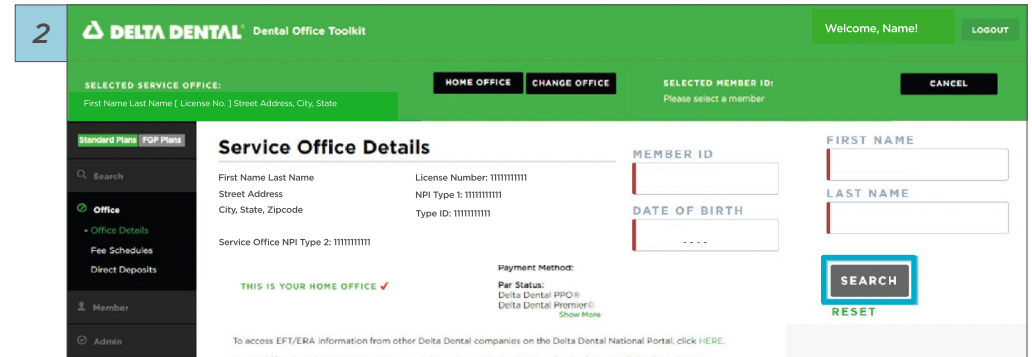 2
DELTA DENTAL® Dental Office Toolkit
Welcome, Name!
LOGOUT
SELECTED SERVICE OFFICE:
First Name Last Name [ License No. ] Street Address, City, State
HOME OFFICE
CHANGE OFFICE
SELECTED MEMBER ID:
Please select a member
CANCEL
Standard Plans FGP Plans
Search
Office
• Office Details
Fee Schedules
Direct Deposits
Member
Admin
Service Office Details
First Name Last Name
Street Address
City, State, Zipcode
Service Office NPI Type 2: 11111111111
License Number: 11111111111
NPI Type 1: 11111111111
Type ID: 11111111111
THIS IS YOUR HOME OFFICE ✓
Payment Method:
Par Status:
Delta Dental PPO®
Delta Dental Premier®
Show More
To access EFT/ERA information from other Delta Dental companies on the Delta Dental National Portal, click HERE.
MEMBER ID
DATE OF BIRTH
FIRST NAME
LAST NAME
SEARCH
RESET